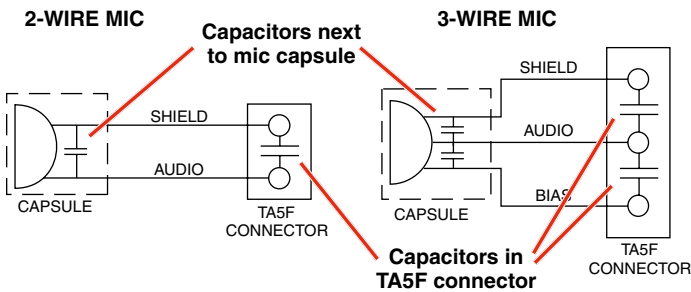 2-WIRE MIC
3-WIRE MIC
Capacitors next
to mic capsule
SHIELD
AUDIO
CAPSULE
TA5F
CONNECTOR
SHIELD
AUDIO
BIAS
CAPSULE
TA5F
CONNECTOR
Capacitors in
TA5F connector